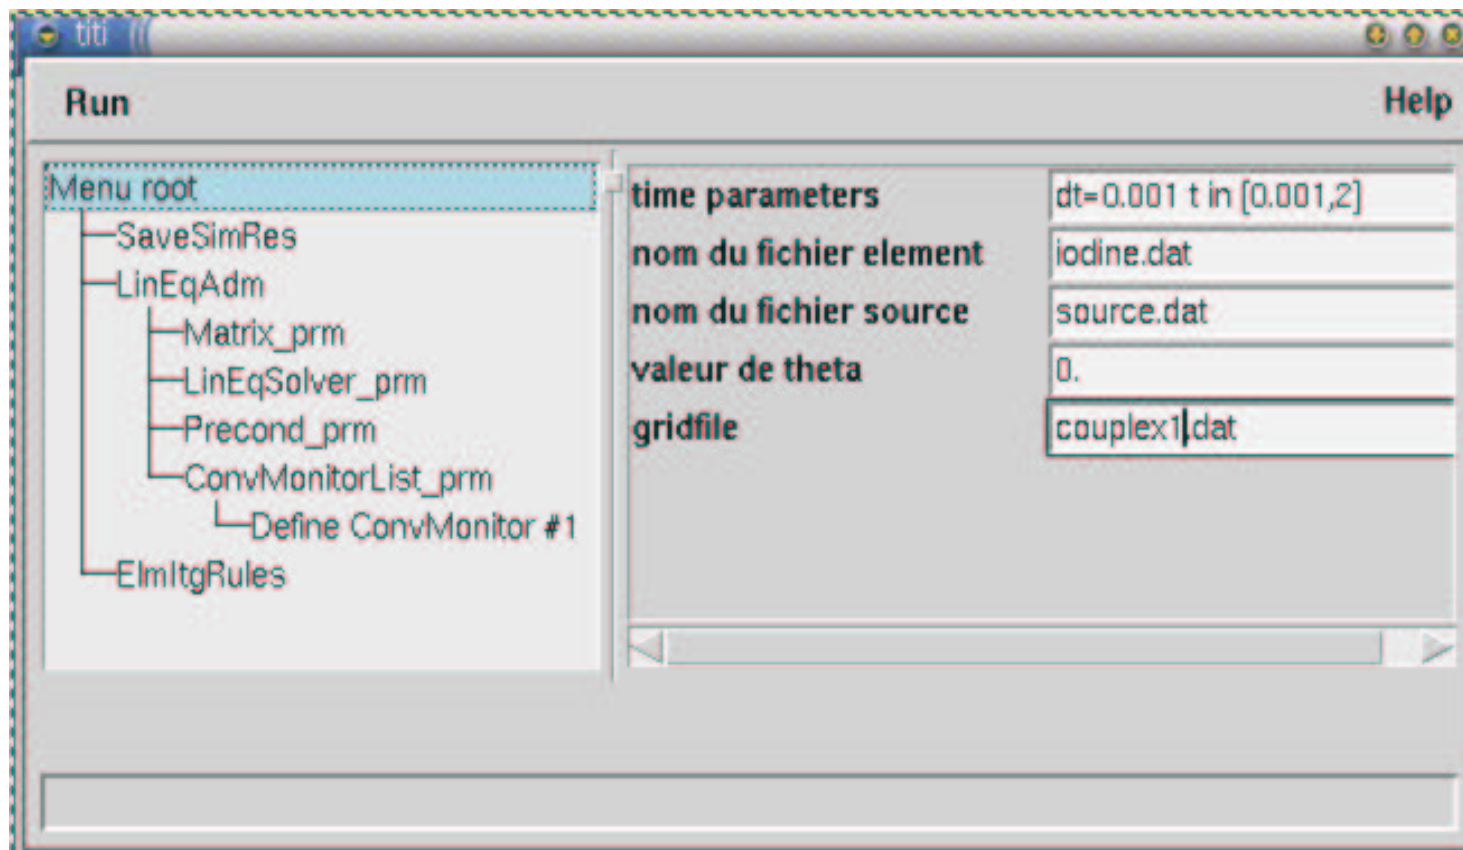 titi
Run Help
Menu root
SaveSimRes
LinEqAdm
Matrix_prm
LinEqSolver_prm
Precond_prm
ConvMonitorList_prm
Define ConvMonitor #1
ElmItgRules
time parameters dt=0.001 t in [0.001,2]
nom du fichier element iodine.dat
nom du fichier source source.dat
valeur de theta 0.
gridfile couplex1.dat